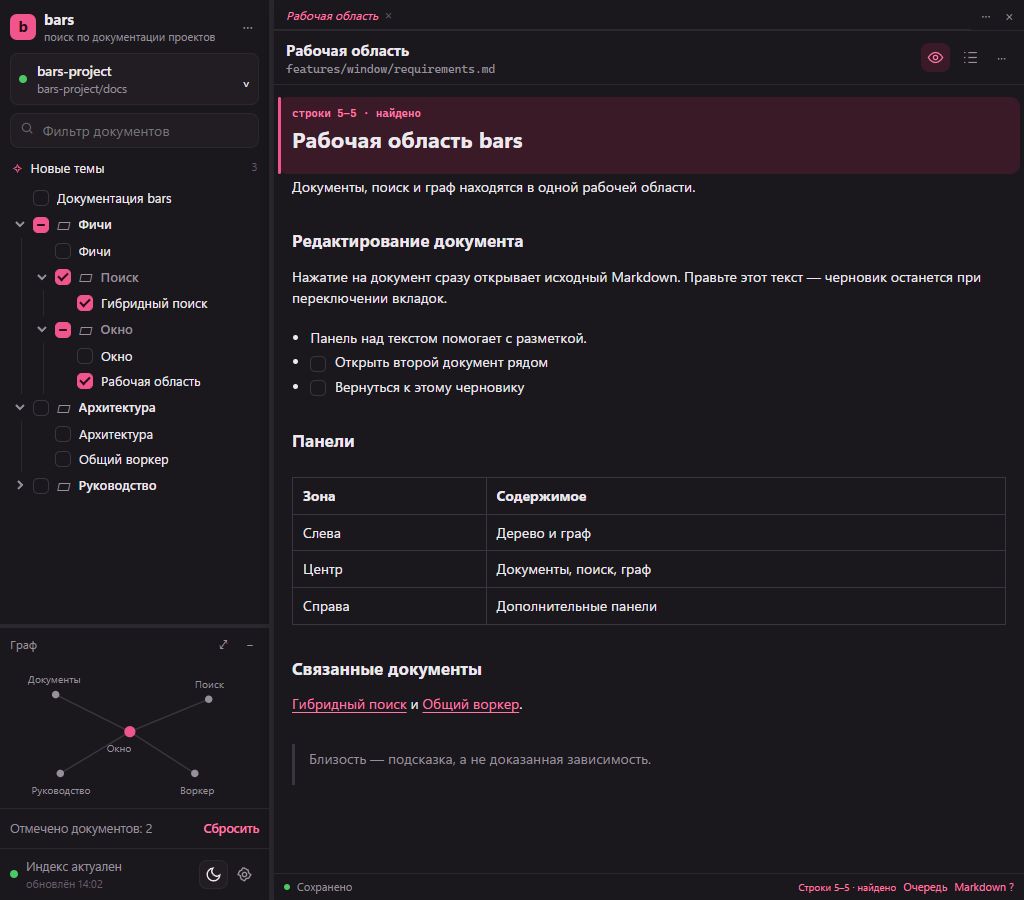 b
bars
поиск по документации проектов
...
bars-project
bars-project/docs
Фильтр документов
Новые темы 3
Документация bars
Фичи
Фичи
Поиск
Гибридный поиск
Окно
Окно
Рабочая область
Архитектура
Архитектура
Общий воркер
Руководство
Граф
Документы
Поиск
Окно
Руководство
Воркер
Отмечено документов: 2 Сбросить
Индекс актуален
обновлён 14:02
Рабочая область ×
Рабочая область
features/window/requirements.md
строки 5–5 · найдено
Рабочая область bars
Документы, поиск и граф находятся в одной рабочей области.
Редактирование документа
Нажатие на документ сразу открывает исходный Markdown. Правьте этот текст — черновик останется при
переключении вкладок.
• Панель над текстом помогает с разметкой.
• Открыть второй документ рядом
• Вернуться к этому черновику
Панели
Зона Содержимое
Слева Дерево и граф
Центр Документы, поиск, граф
Справа Дополнительные панели
Связанные документы
Гибридный поиск и Общий воркер.
Близость — подсказка, а не доказанная зависимость.
Сохранено
Строки 5–5 · найдено Очередь Markdown ?